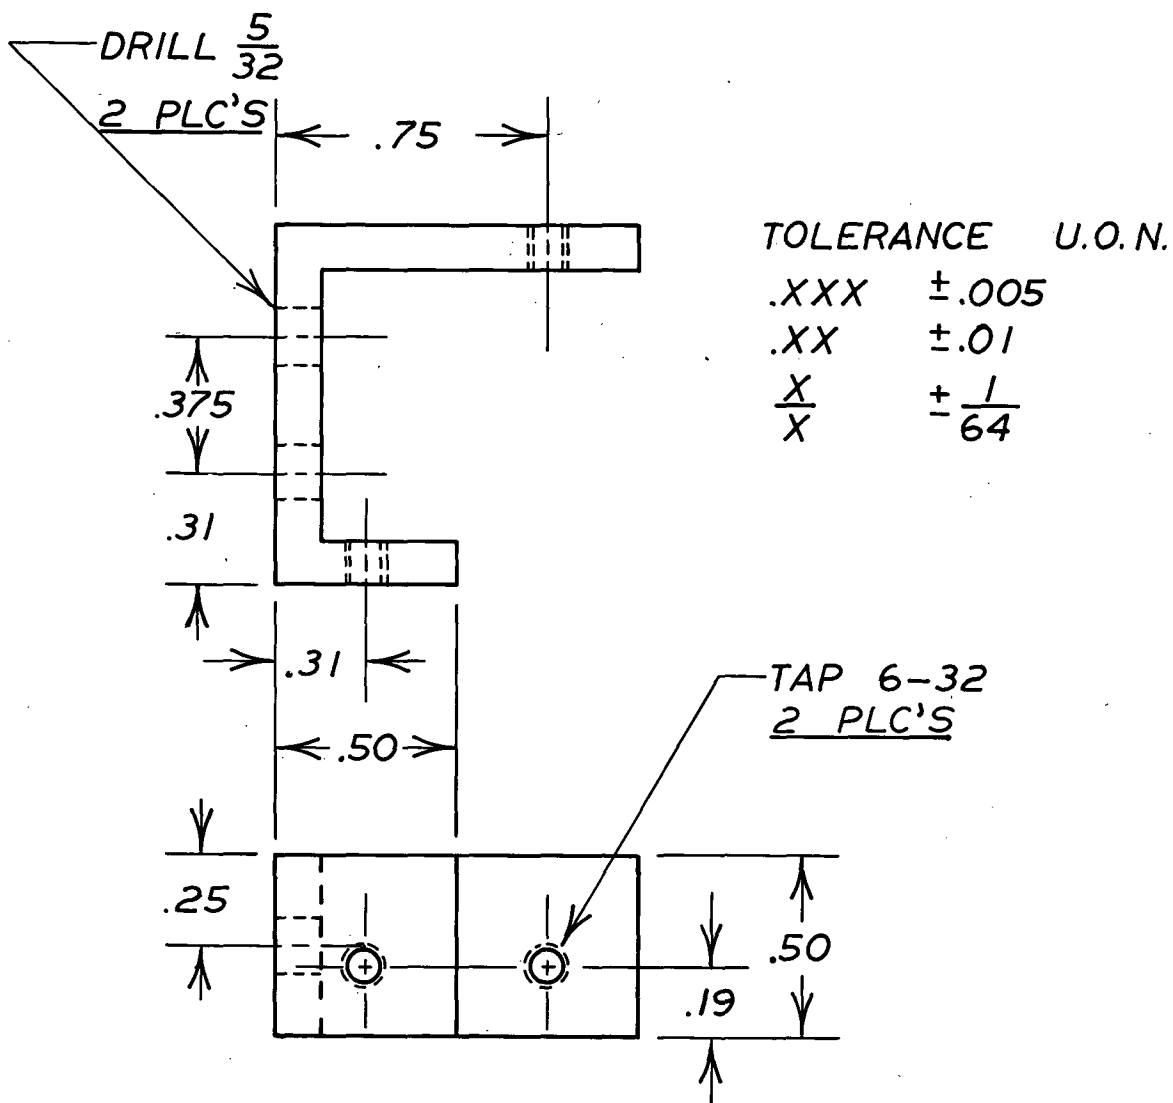 DRILL 5/32
2 PLC'S
.75
TOLERANCE U.O.N.
.XXX ±.005
.XX ±.01
X/X ±1/64
.375
.31
.31
.50
TAP 6-32
2 PLC'S
.25
.50
.19